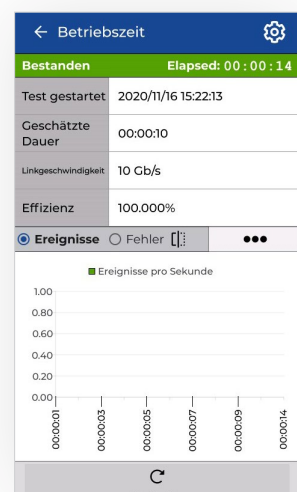 Betriebszeit
Bestanden Elapsed: 00:00:14
Test gestartet 2020/11/16 15:22:13
Geschätzte
Dauer 00:00:10
Linkgeschwindigkeit 10 Gb/s
Effizienz 100.000%
Ereignisse Fehler
Ereignisse pro Sekunde
1.00
0.80
0.60
0.40
0.20
0.00
00:00:01 00:00:03 00:00:05 00:00:07 00:00:09 00:00:14